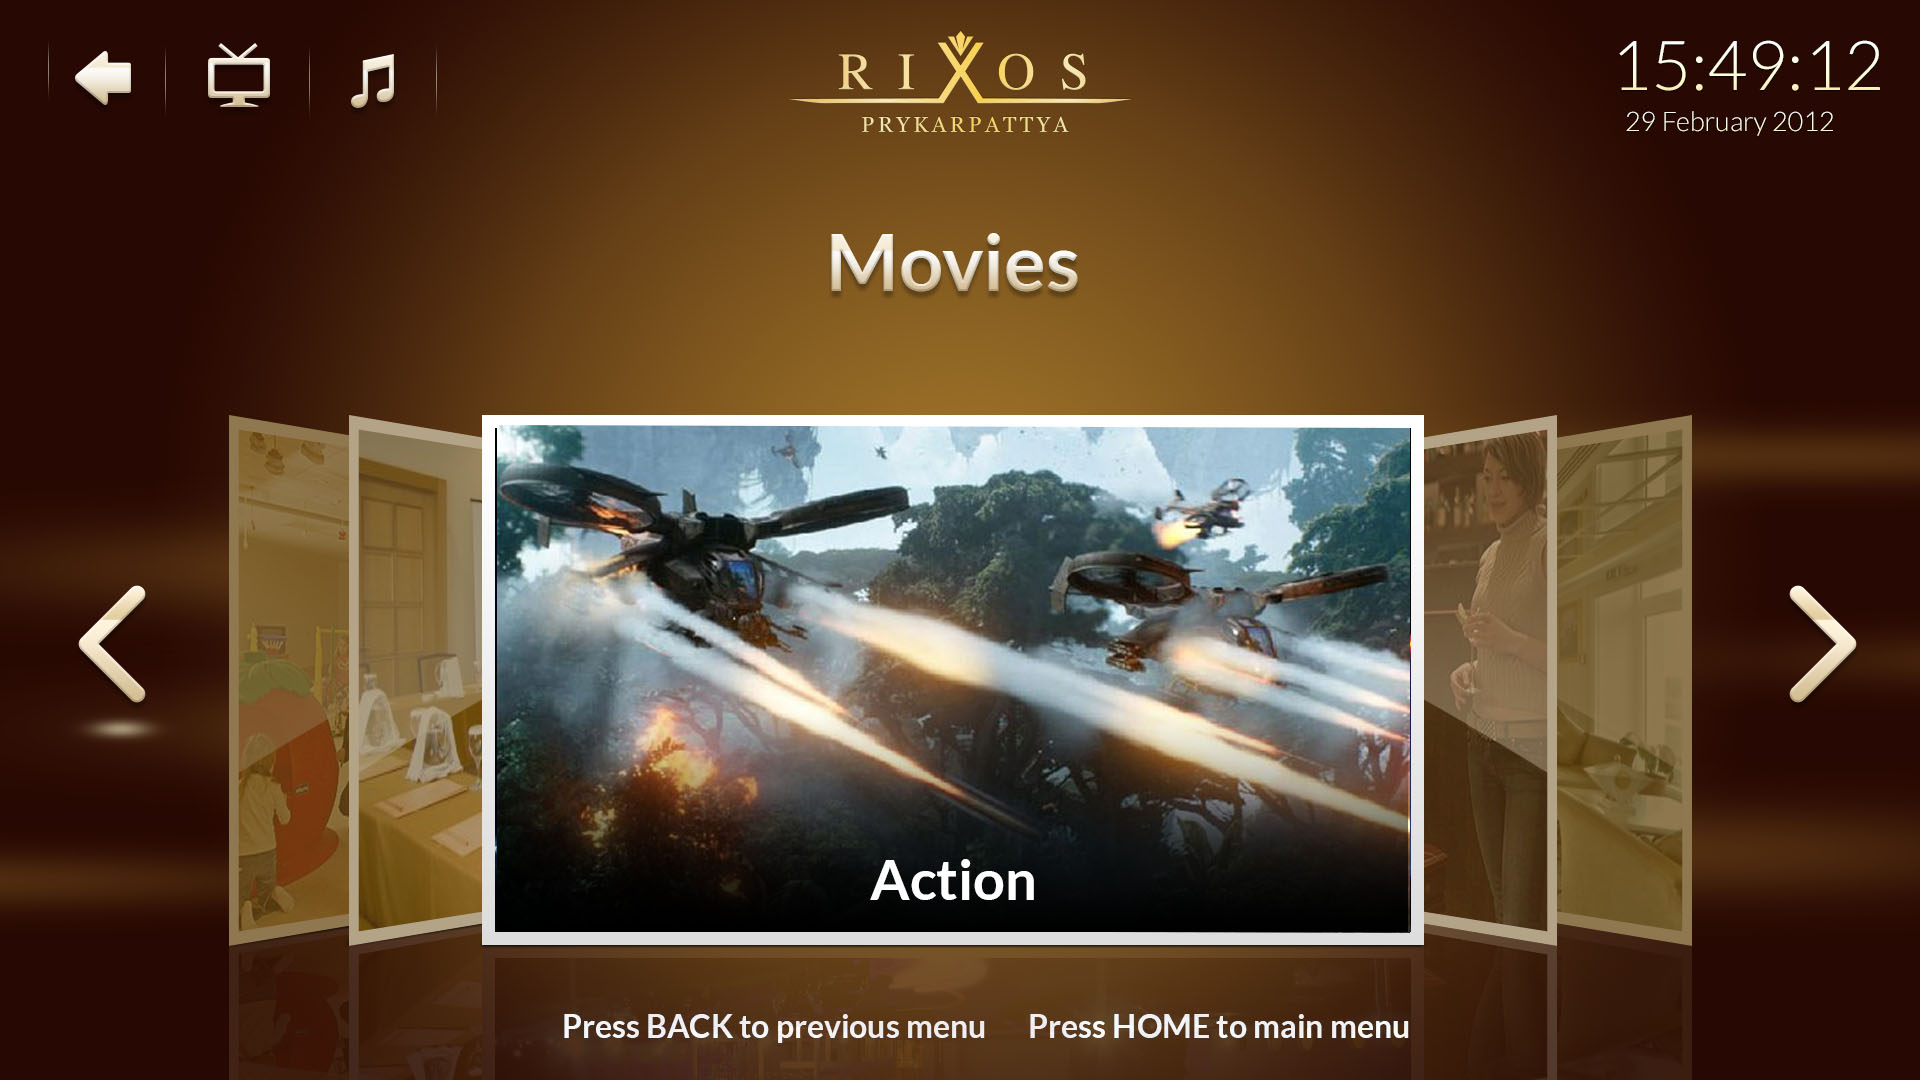 RIXOS
PRYKARPATTYA
15:49:12
29 February 2012
Movies
Action
Press BACK to previous menu
Press HOME to main menu